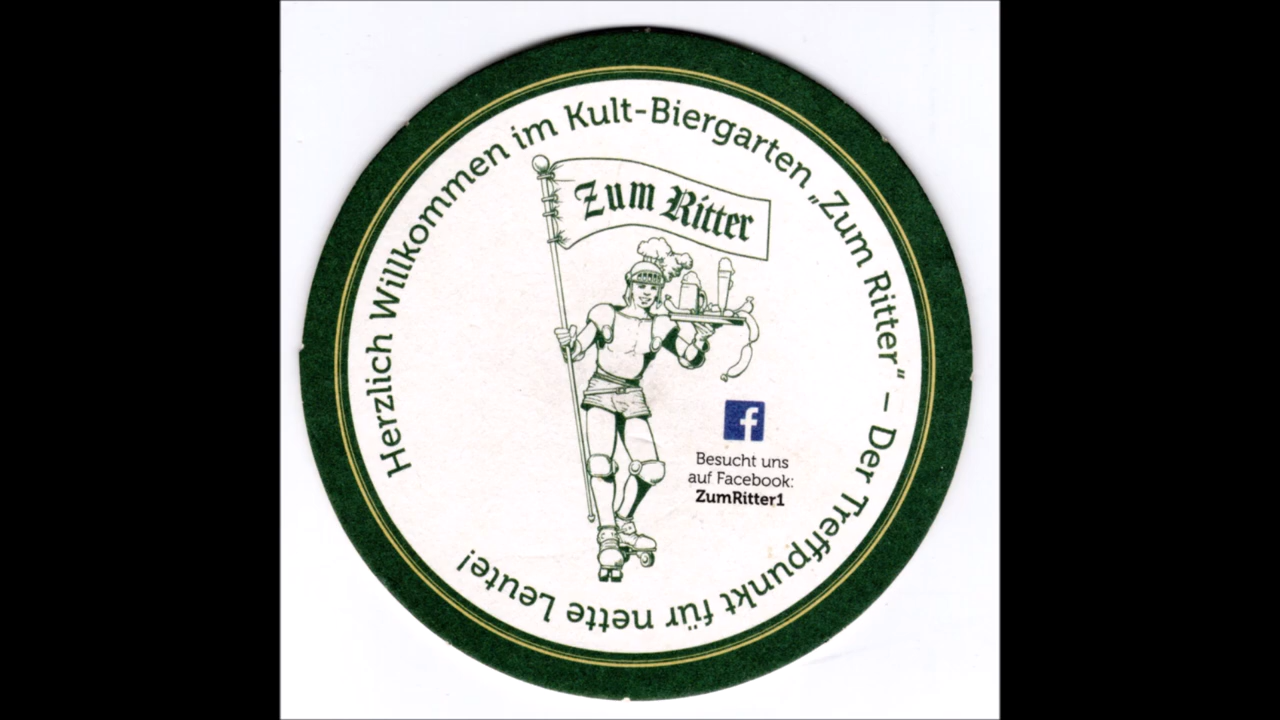 Herzlich Willkommen im Kult-Biergarten „Zum Ritter“ – Der Treffpunkt für nette Leute!
Zum Ritter
f
Besucht uns
auf Facebook:
ZumRitter1